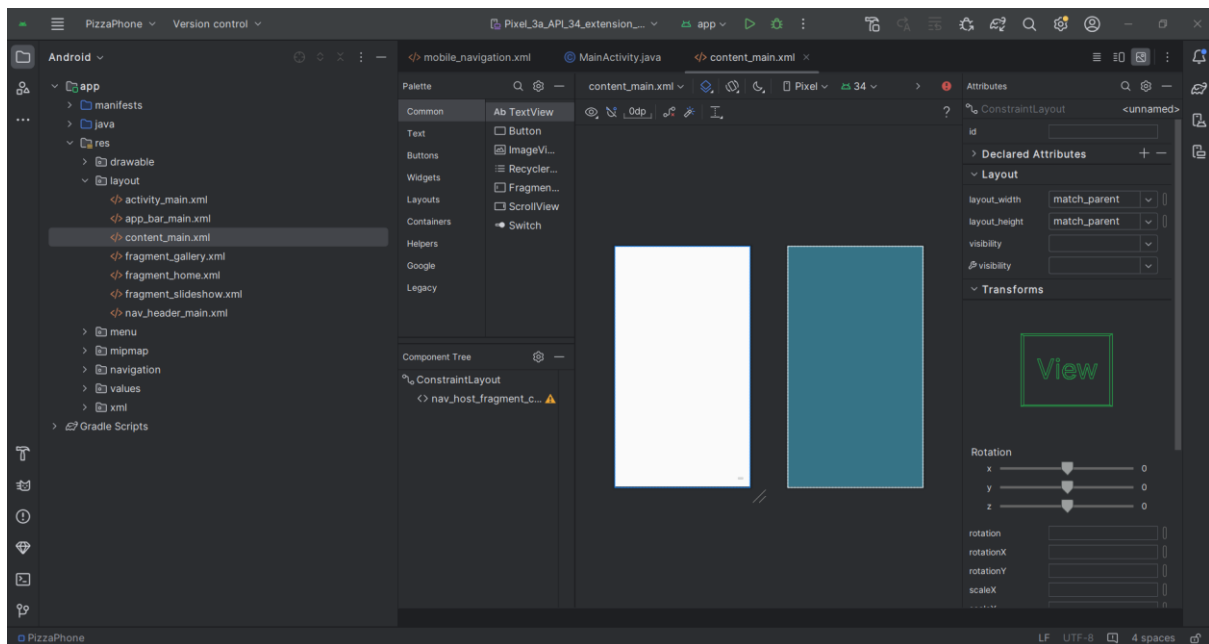 PizzaPhone Version control Pixel_3a_API_34_extension_... app
Android
app
manifests
java
res
drawable
layout
activity_main.xml
app_bar_main.xml
content_main.xml
fragment_gallery.xml
fragment_home.xml
fragment_slideshow.xml
nav_header_main.xml
menu
mipmap
navigation
values
xml
Gradle Scripts
mobile_navigation.xml MainActivity.java content_main.xml
Palette
Common
Text
Buttons
Widgets
Layouts
Containers
Helpers
Google
Legacy
Ab TextView
Button
ImageVi...
Recycler...
Fragmen...
ScrollView
Switch
Component Tree
ConstraintLayout
nav_host_fragment_c...
content_main.xml Pixel 34
0dp
?
Attributes
ConstraintLayout <unnamed>
id
Declared Attributes
Layout
layout_width match_parent
layout_height match_parent
visibility
visibility
Transforms
View
Rotation
x 0
y 0
z 0
rotation
rotationX
rotationY
scaleX
PizzaPhone LF UTF-8 4 spaces